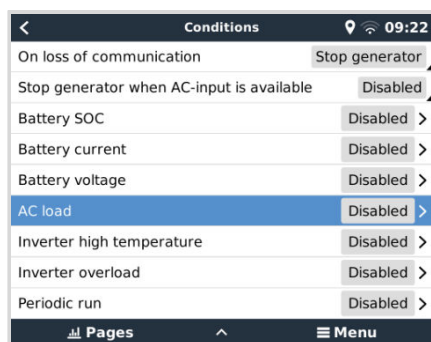 Conditions 09:22
On loss of communication Stop generator
Stop generator when AC-input is available Disabled
Battery SOC Disabled
Battery current Disabled
Battery voltage Disabled
AC load Disabled
Inverter high temperature Disabled
Inverter overload Disabled
Periodic run Disabled
Pages Menu